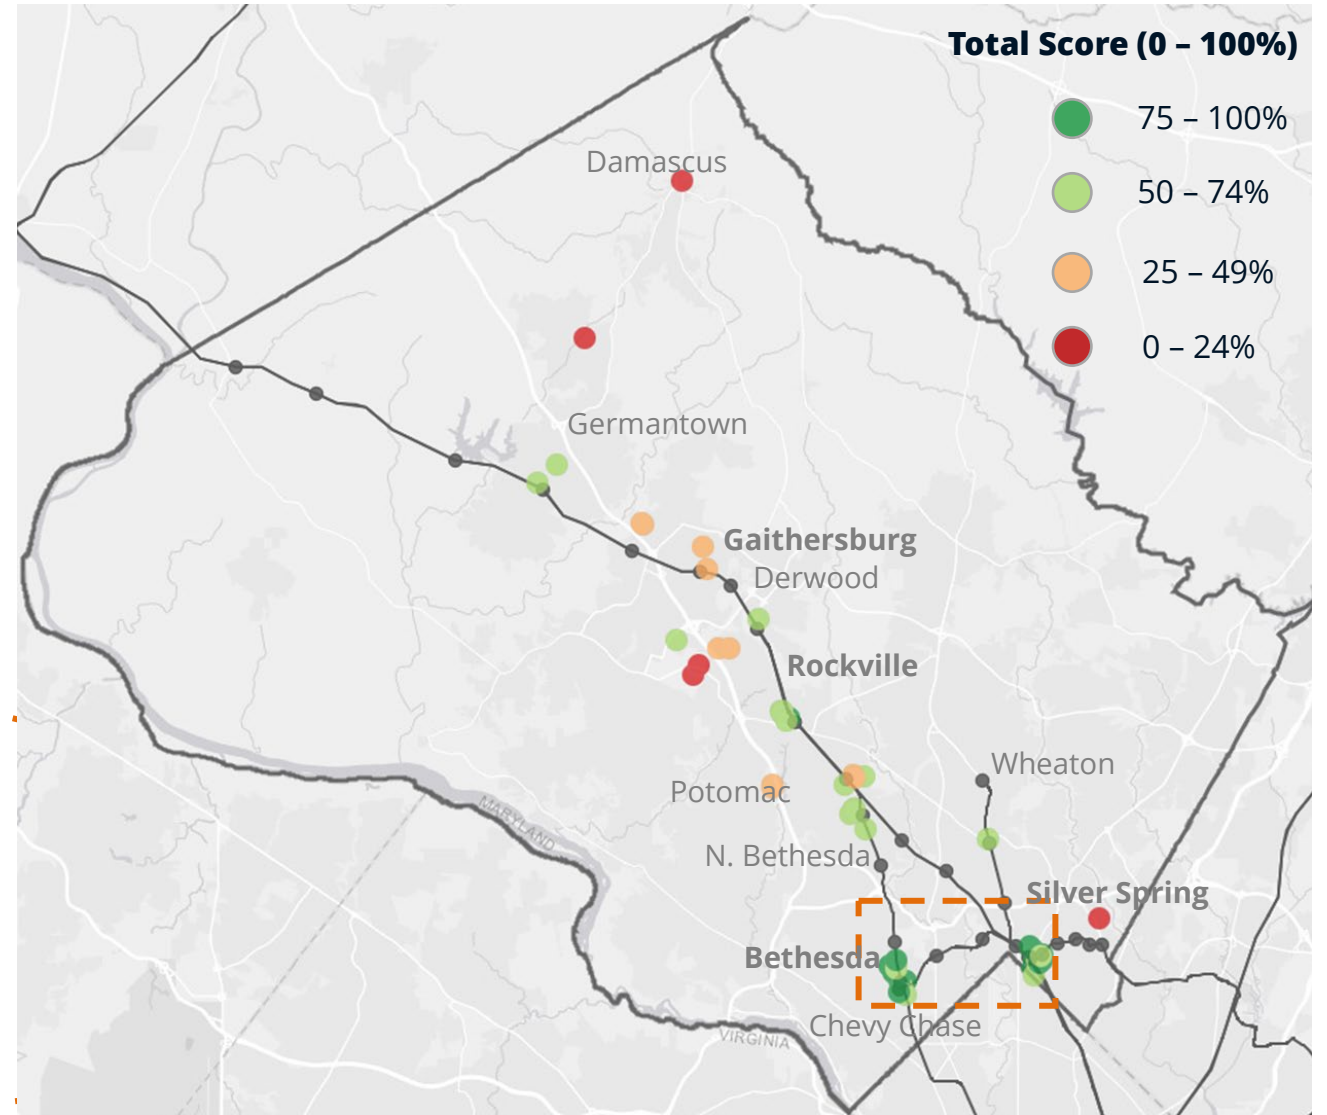 Total Score (0 – 100%)
75 – 100%
50 – 74%
25 – 49%
0 – 24%
Damascus
Germantown
Gaithersburg
Derwood
Rockville
Wheaton
Potomac
MARYLAND
N. Bethesda
Silver Spring
Bethesda
Chevy Chase
VIRGINIA